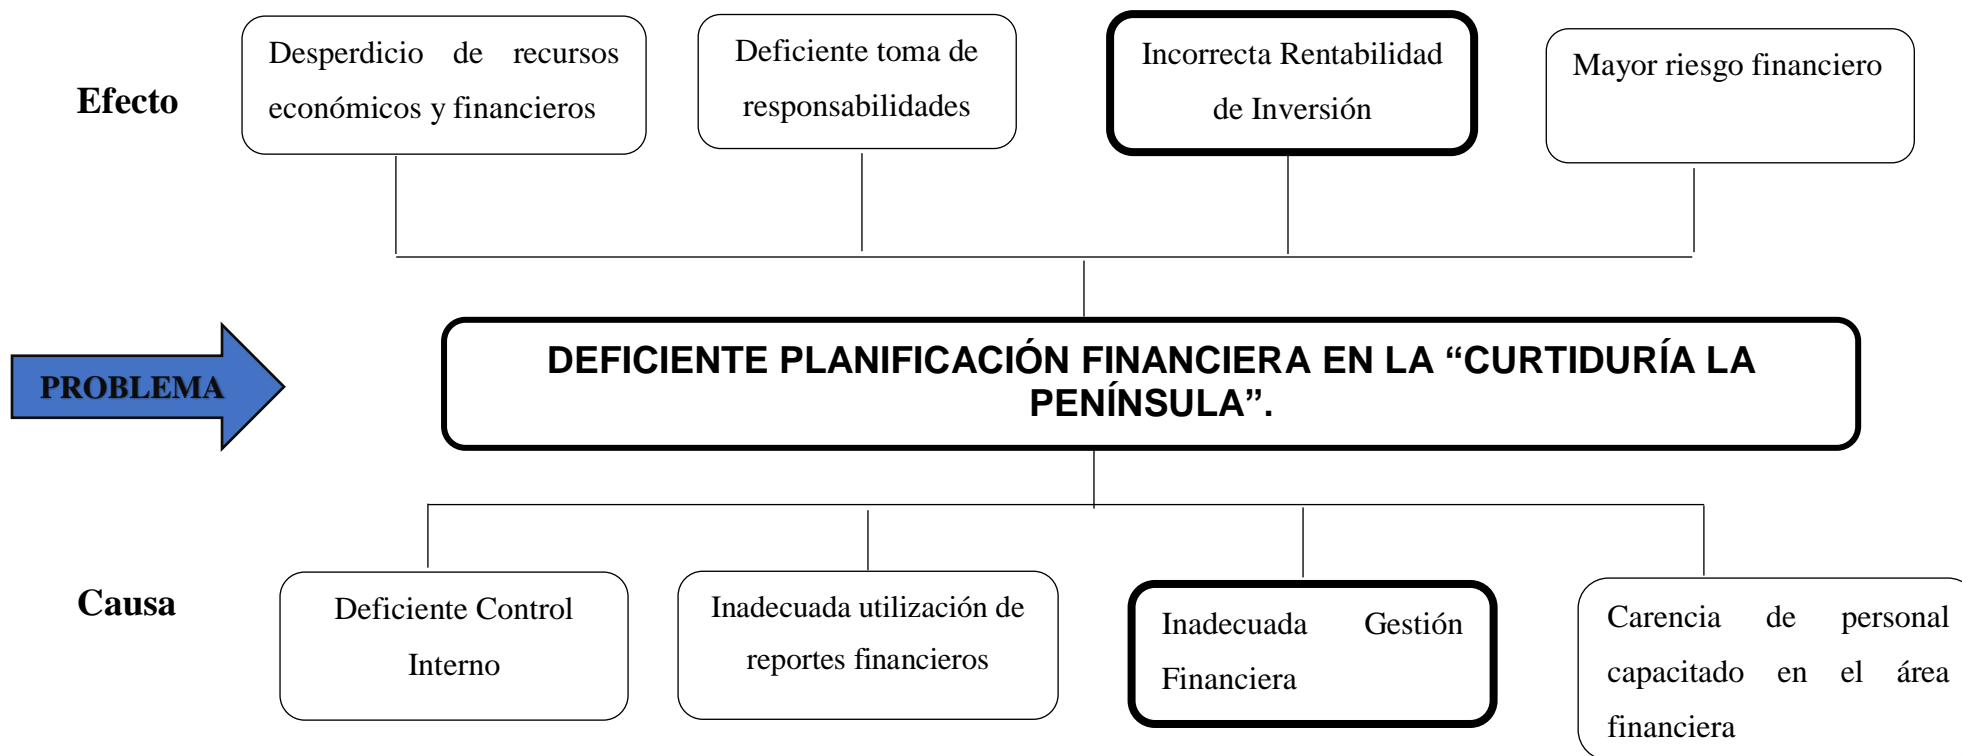 Efecto
Desperdicio de recursos
económicos y financieros
Deficiente toma de
responsabilidades
Incorrecta Rentabilidad
de Inversión
Mayor riesgo financiero
PROBLEMA
DEFICIENTE PLANIFICACIÓN FINANCIERA EN LA “CURTIDURÍA LA
PENÍNSULA”.
Causa
Deficiente Control
Interno
Inadecuada utilización de
reportes financieros
Inadecuada Gestión
Financiera
Carencia de personal
capacitado en el área
financiera